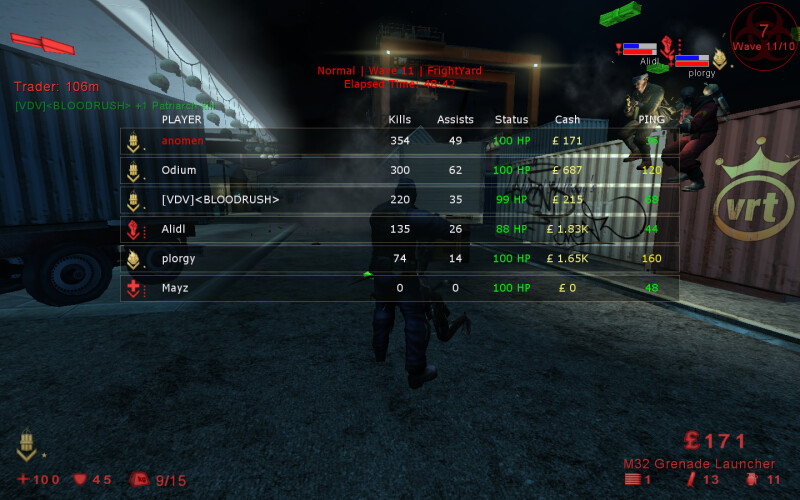 7
Wave 11/10
Alidl
plorgy
Normal | Wave 11 | FrightYard
Elapsed Time: 48:42
Trader: 106m
[VDV]<BLOODRUSH> +1 Patriarch
PLAYER Kills Assists Status Cash PING
anomen 354 49 100 HP £ 171
Odium 300 62 100 HP £ 687 120
[VDV]<BLOODRUSH> 220 35 99 HP £ 215 68
Alidl 135 26 88 HP £ 1.83K 44
plorgy 74 14 100 HP £ 1.65K 160
Mayz 0 0 100 HP £ 0 48
vrt
£171
M32 Grenade Launcher
100 45 9/15 1 13 11